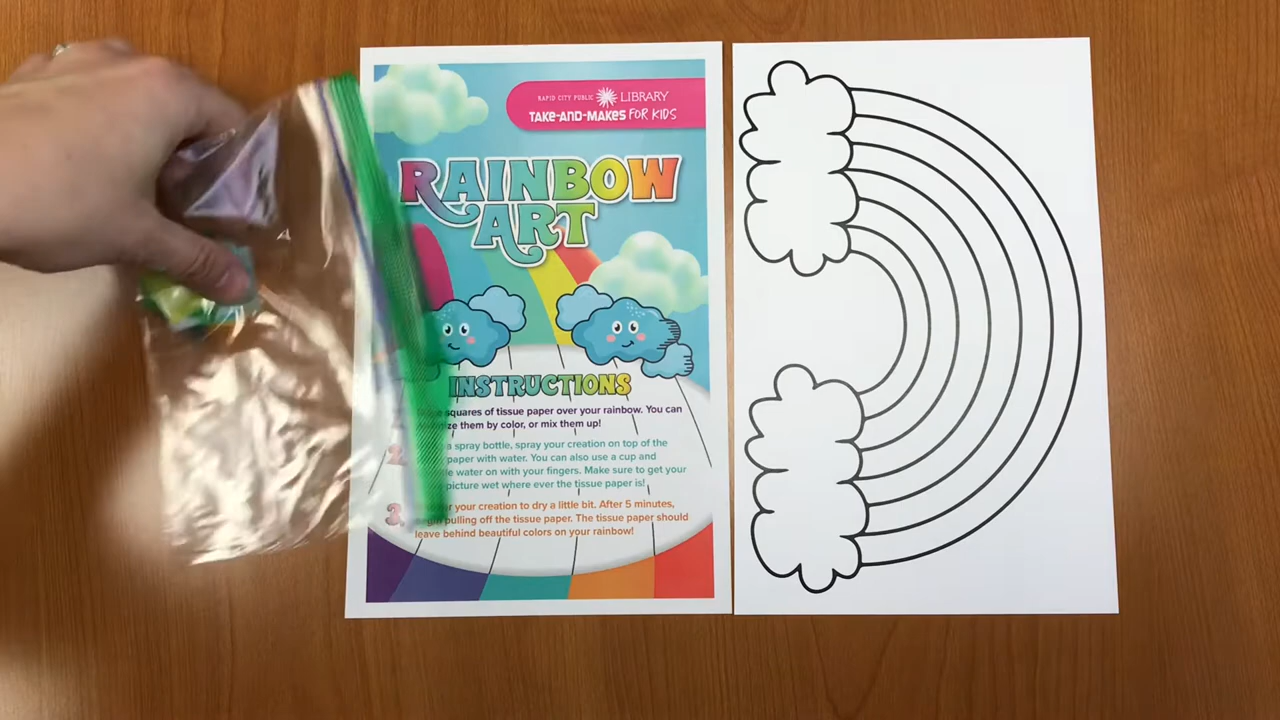 RAPID CITY PUBLIC LIBRARY
TAKE-AND-MAKES FOR KIDS
RAINBOW
ART
INSTRUCTIONS
squares of tissue paper over your rainbow. You can
them by color, or mix them up!
2. a spray bottle, spray your creation on top of the
paper with water. You can also use a cup and
water on with your fingers. Make sure to get your
picture wet where ever the tissue paper is!
3. your creation to dry a little bit. After 5 minutes,
pulling off the tissue paper. The tissue paper should
leave behind beautiful colors on your rainbow!